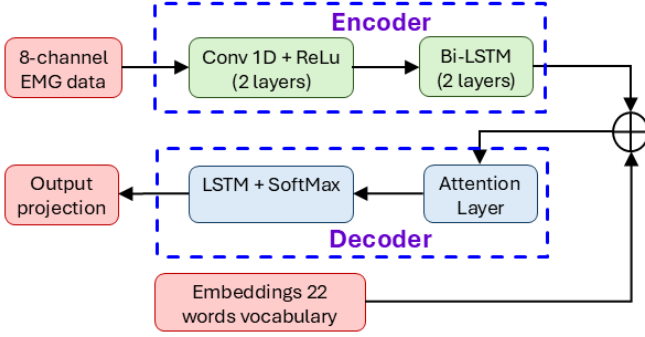 Encoder
8-channel
EMG data
Conv 1D + ReLu
(2 layers)
Bi-LSTM
(2 layers)
Output
projection
LSTM + SoftMax
Attention
Layer
Decoder
Embeddings 22
words vocabulary